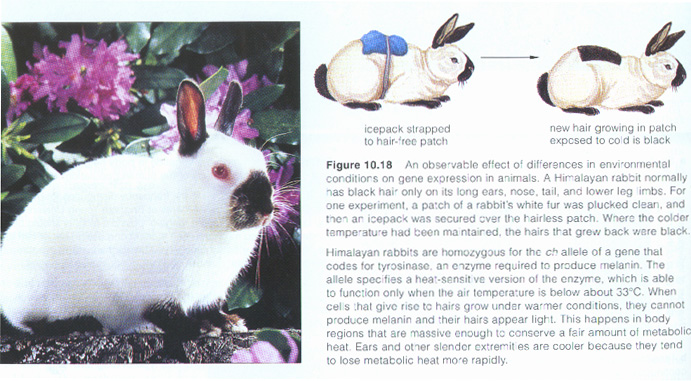 icepack strapped
to hair-free patch
new hair growing in patch
exposed to cold is black
Figure 10.18 An observable effect of differences in environmental
conditions on gene expression in animals. A Himalayan rabbit normally
has black hair only on its long ears, nose, tail, and lower leg limbs. For
one experiment, a patch of a rabbit's white fur was plucked clean, and
then an icepack was secured over the hairless patch. Where the colder
temperature had been maintained, the hairs that grew back were black.
Himalayan rabbits are homozygous for the ch allele of a gene that
codes for tyrosinase, an enzyme required to produce melanin. The
allele specifies a heat-sensitive version of the enzyme, which is able
to function only when the air temperature is below about 33°C. When
cells that give rise to hairs grow under warmer conditions, they cannot
produce melanin and their hairs appear light. This happens in body
regions that are massive enough to conserve a fair amount of metabolic
heat. Ears and other slender extremities are cooler because they tend
to lose metabolic heat more rapidly.